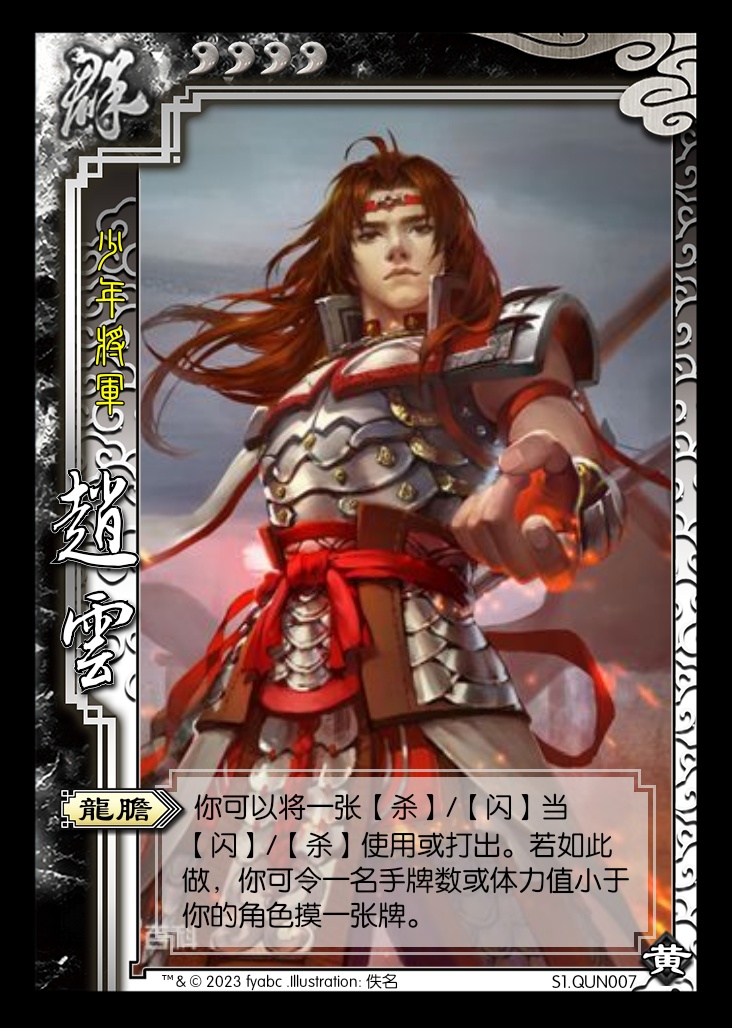 群
少年將軍
趙雲
龍膽
你可以将一张【杀】/【闪】当
【闪】/【杀】使用或打出。若如此
做，你可令一名手牌数或体力值小于
你的角色摸一张牌。
百科
黄
™& © 2023 fyabc .Illustration: 佚名
S1.QUN007